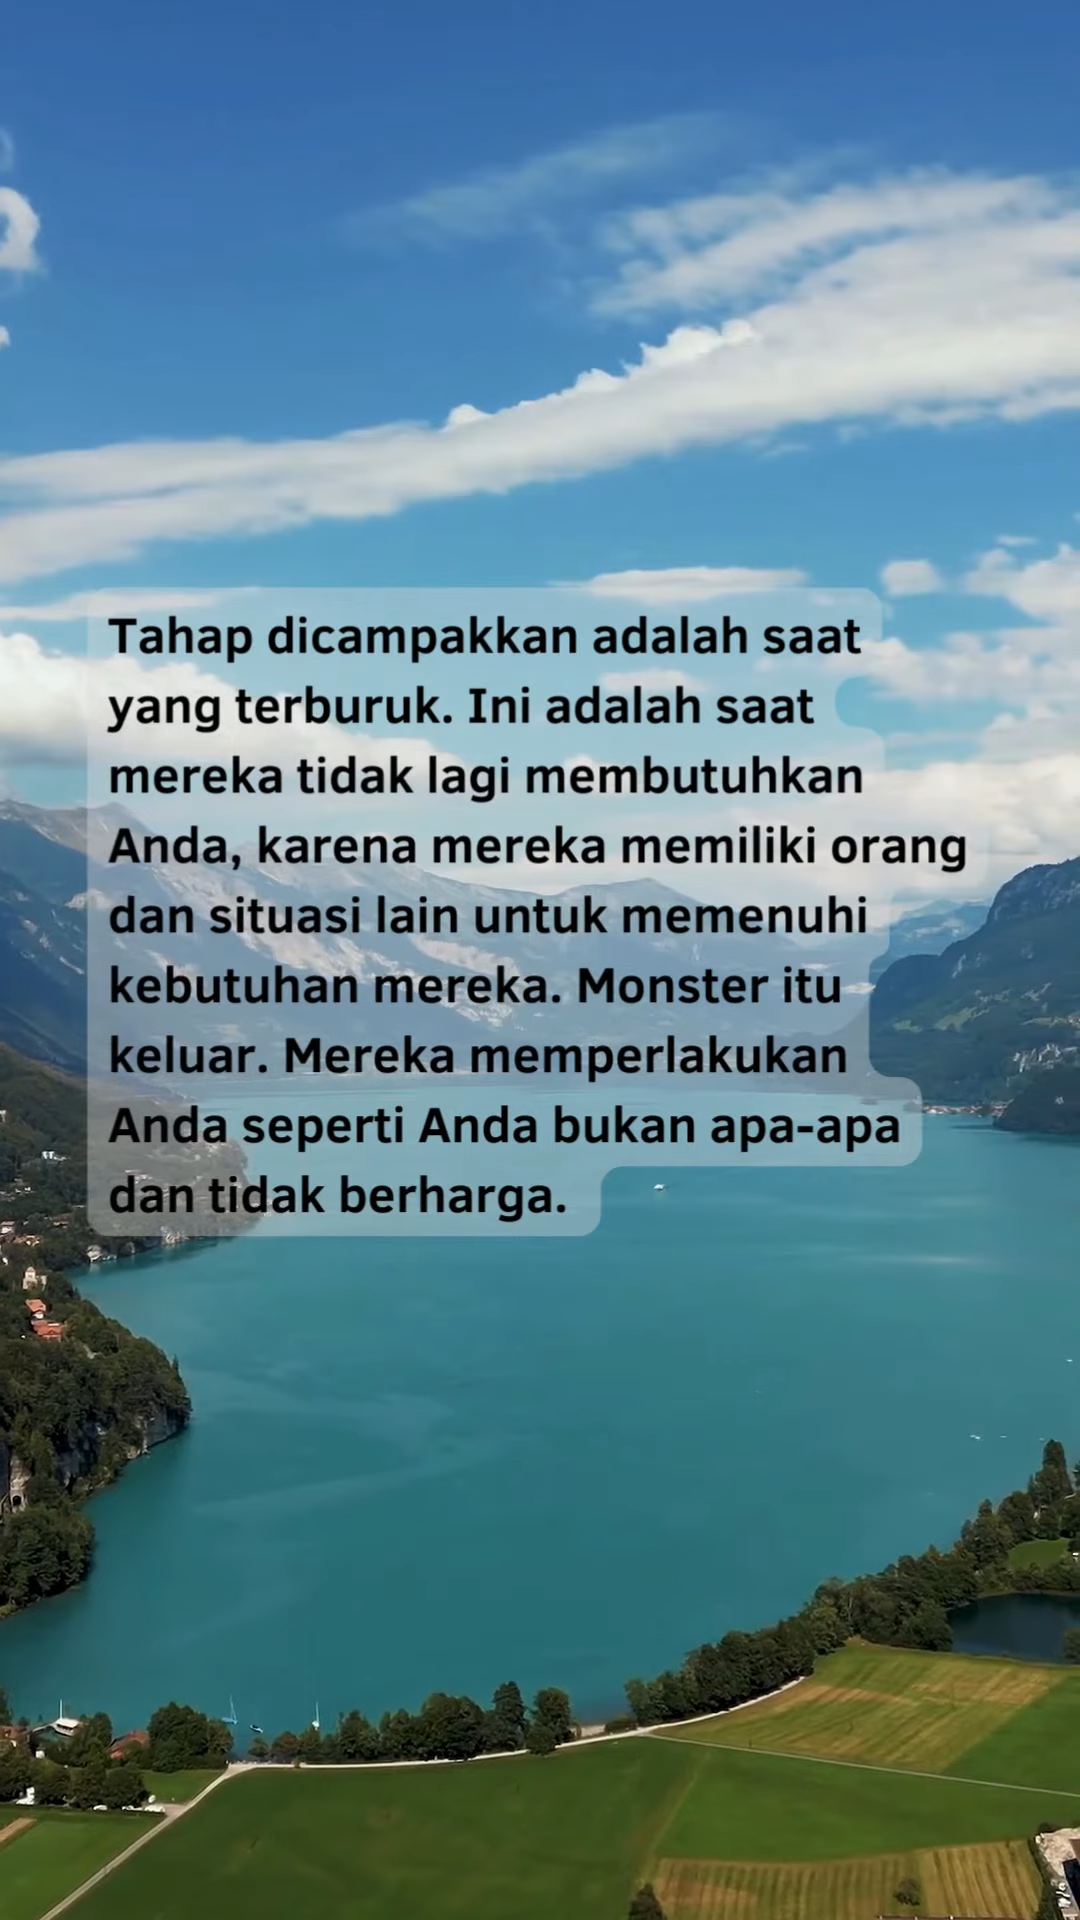 Tahap dicampakkan adalah saat
yang terburuk. Ini adalah saat
mereka tidak lagi membutuhkan
Anda, karena mereka memiliki orang
dan situasi lain untuk memenuhi
kebutuhan mereka. Monster itu
keluar. Mereka memperlakukan
Anda seperti Anda bukan apa-apa
dan tidak berharga.